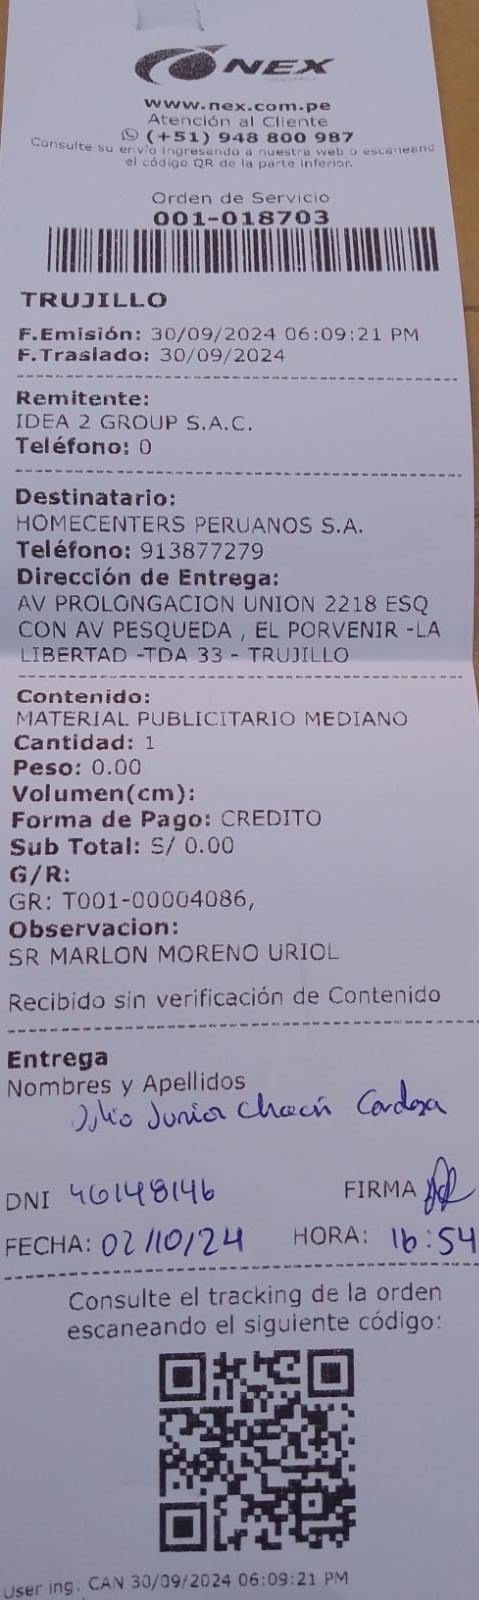 NEX
www.nex.com.pe
Atención al Cliente
(+51) 948 800 987
Consulte su envío ingresando a nuestra web o escaneand
el código QR de la parte inferior.
Orden de Servicio
001-018703
TRUJILLO
F.Emisión: 30/09/2024 06:09:21 PM
F.Traslado: 30/09/2024
Remitente:
IDEA 2 GROUP S.A.C.
Teléfono: 0
Destinatario:
HOMECENTERS PERUANOS S.A.
Teléfono: 913877279
Dirección de Entrega:
AV PROLONGACION UNION 2218 ESQ
CON AV PESQUEDA , EL PORVENIR -LA
LIBERTAD -TDA 33 - TRUJILLO
Contenido:
MATERIAL PUBLICITARIO MEDIANO
Cantidad: 1
Peso: 0.00
Volumen(cm):
Forma de Pago: CREDITO
Sub Total: S/ 0.00
G/R:
GR: T001-00004086,
Observacion:
SR MARLON MORENO URIOL
Recibido sin verificación de Contenido
Entrega
Nombres y Apellidos
Julio Junior Chacń Cardoza
DNI 46148146 FIRMA
FECHA: 02/10/24 HORA: 16:54
Consulte el tracking de la orden
escaneando el siguiente código:
User ing. CAN 30/09/2024 06:09:21 PM